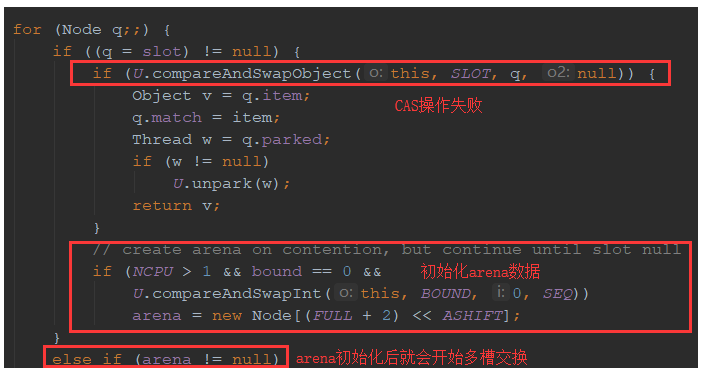 for (Node q;;) {
if ((q = slot) != null) {
if (U.compareAndSwapObject( o: this, SLOT, q, o2: null)) {
CAS操作失败
Object v = q.item;
q.match = item;
Thread w = q.parked;
if (w != null)
U.unpark(w);
return v;
}
// create arena on contention, but continue until slot null
if (NCPU > 1 && bound == 0 && 初始化arena数据
U.compareAndSwapInt( o: this, BOUND, i: 0, SEQ))
arena = new Node[(FULL + 2) << ASHIFT];
}
else if (arena != null) arena初始化后就会开始多槽交换